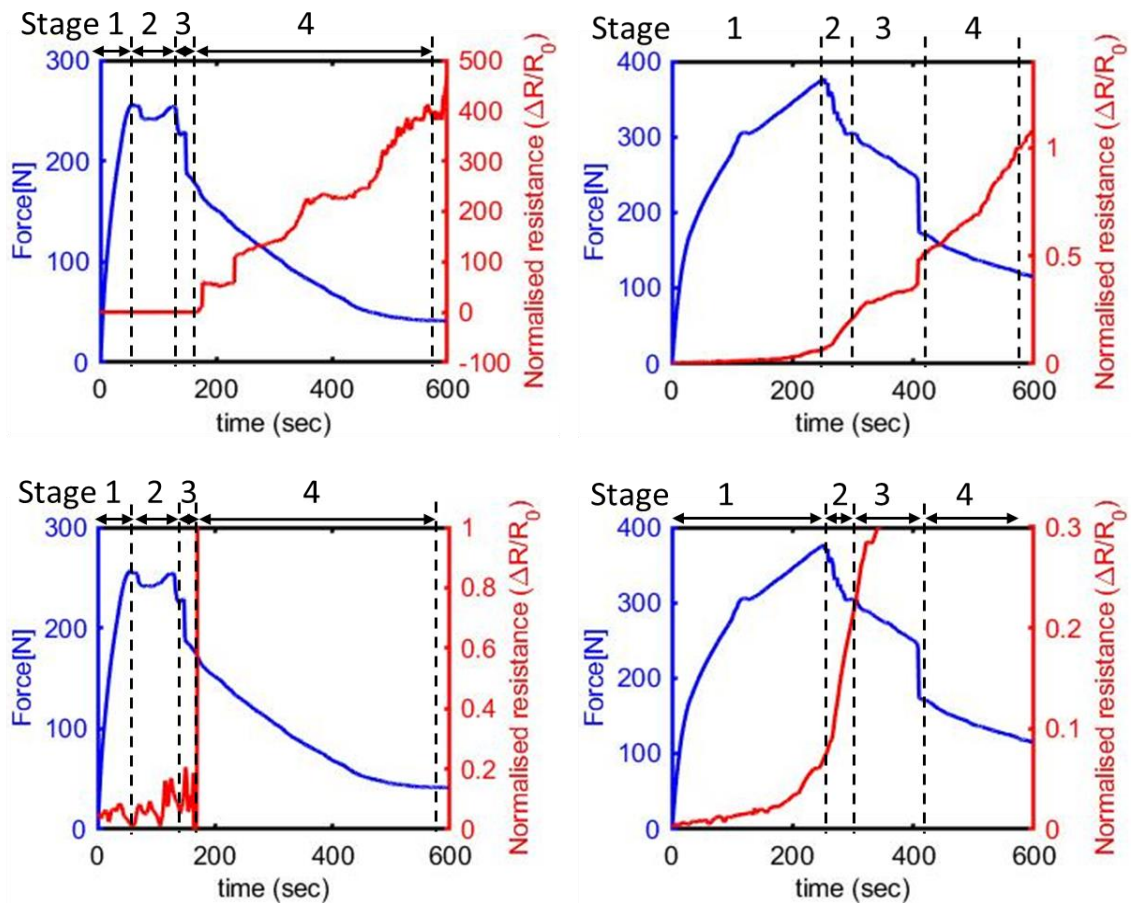 Stage 1 2 3 4
300
200
100
0
Force[N]
500
400
300
200
100
0
-100
Normalised resistance (ΔR/R0)
0 200 400 600
time (sec)
Stage 1 2 3 4
400
300
200
100
0
Force[N]
1
0.5
0
Normalised resistance (ΔR/R0)
0 200 400 600
time (sec)
Stage 1 2 3 4
300
200
100
0
Force[N]
1
0.8
0.6
0.4
0.2
0
Normalised resistance (ΔR/R0)
0 200 400 600
time (sec)
Stage 1 2 3 4
400
300
200
100
0
Force[N]
0.3
0.2
0.1
0
Normalised resistance (ΔR/R0)
0 200 400 600
time (sec)